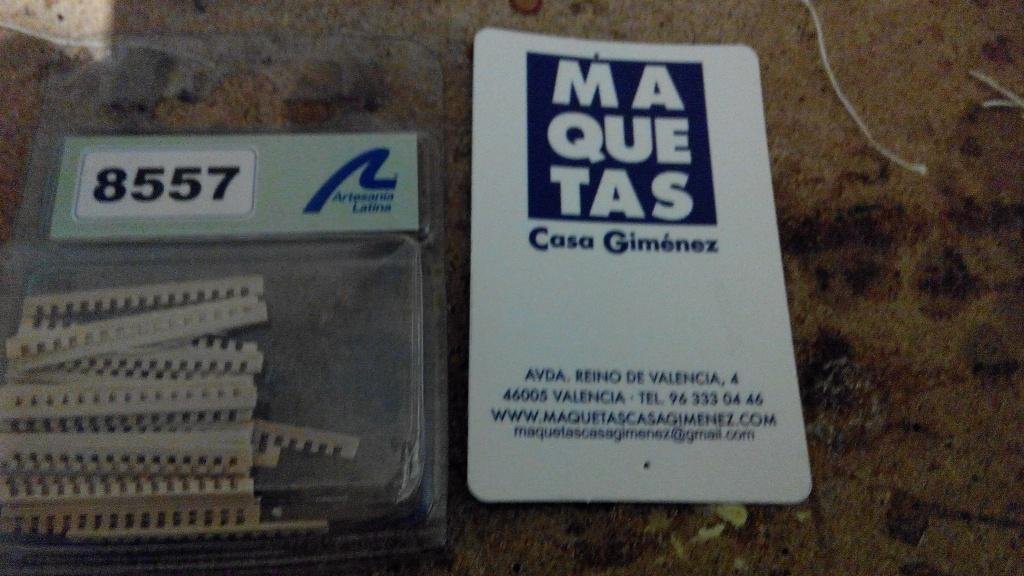 8557
Artesanía
Latina
MA
QUE
TAS
Casa Giménez
AVDA. REINO DE VALENCIA, 4
46005 VALENCIA · TEL. 96 333 04 46
WWW.MAQUETASCASAGIMENEZ.COM
maquetascasagimenez@gmail.com